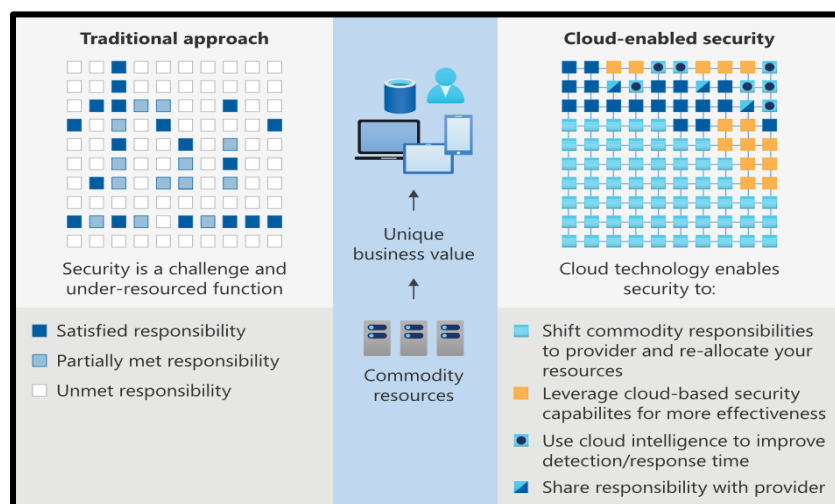 Traditional approach
Security is a challenge and
under-resourced function
Satisfied responsibility
Partially met responsibility
Unmet responsibility
Unique
business value
Commodity
resources
Cloud-enabled security
Cloud technology enables
security to:
Shift commodity responsibilities
to provider and re-allocate your
resources
Leverage cloud-based security
capabilites for more effectiveness
Use cloud intelligence to improve
detection/response time
Share responsibility with provider